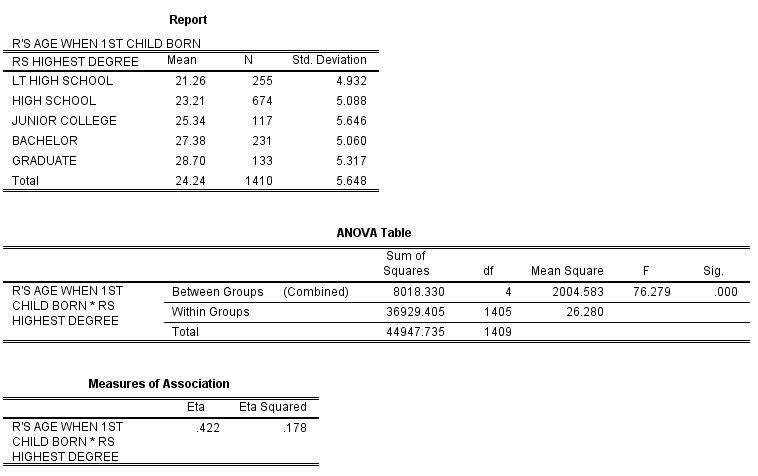 Report
R'S AGE WHEN 1ST CHILD BORN
RS HIGHEST DEGREE Mean N Std. Deviation
LT HIGH SCHOOL 21.26 255 4.932
HIGH SCHOOL 23.21 674 5.088
JUNIOR COLLEGE 25.34 117 5.646
BACHELOR 27.38 231 5.060
GRADUATE 28.70 133 5.317
Total 24.24 1410 5.648
ANOVA Table
Sum of
Squares df Mean Square F Sig.
R'S AGE WHEN 1ST Between Groups (Combined) 8018.330 4 2004.583 76.279 .000
CHILD BORN * RS Within Groups 36929.405 1405 26.280
HIGHEST DEGREE
Total 44947.735 1409
Measures of Association
Eta Eta Squared
R'S AGE WHEN 1ST .422 .178
CHILD BORN * RS
HIGHEST DEGREE